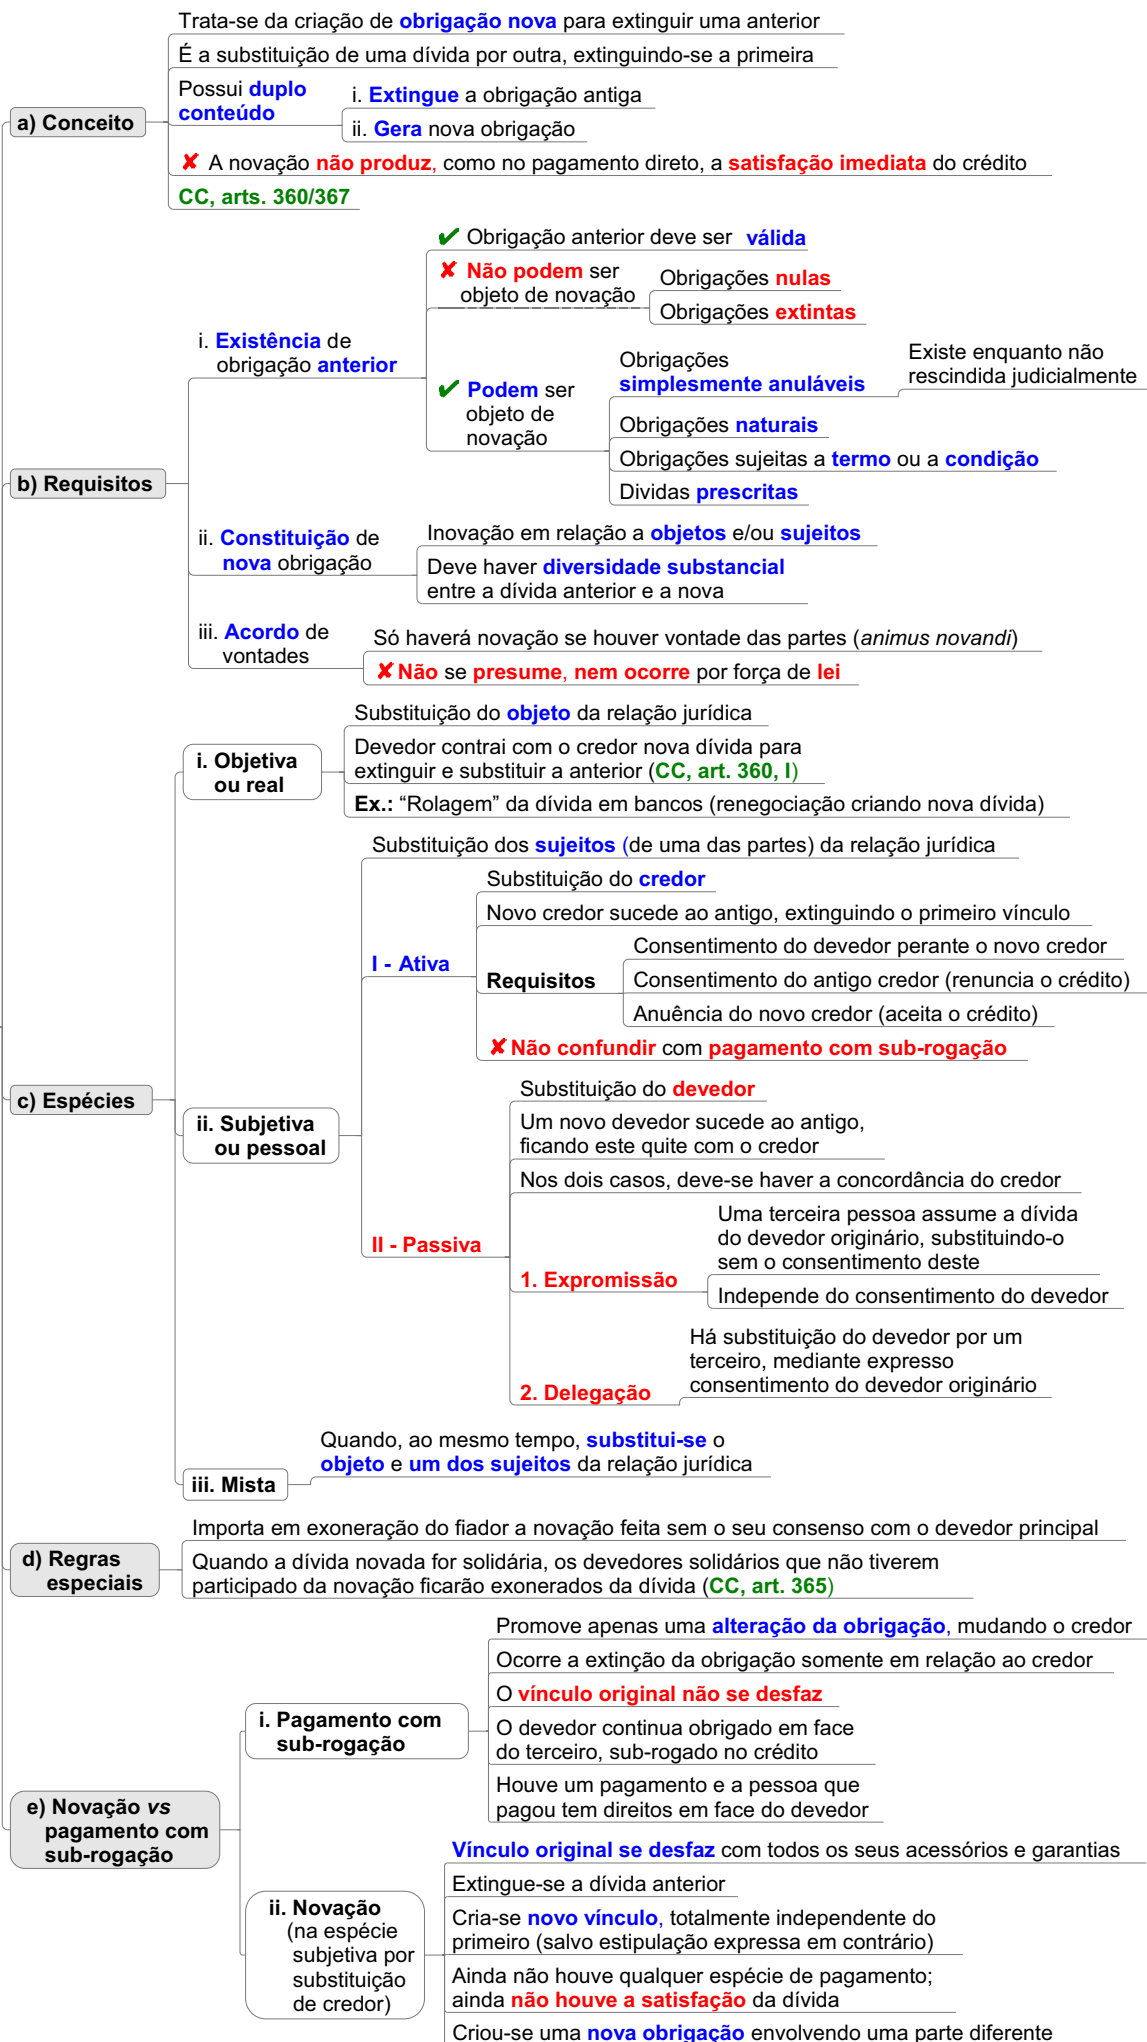 a) Conceito
Trata-se da criação de obrigação nova para extinguir uma anterior
É a substituição de uma dívida por outra, extinguindo-se a primeira
Possui duplo
conteúdo
i. Extingue a obrigação antiga
ii. Gera nova obrigação
✘ A novação não produz, como no pagamento direto, a satisfação imediata do crédito
CC, arts. 360/367
b) Requisitos
i. Existência de
obrigação anterior
✔ Obrigação anterior deve ser válida
✘ Não podem ser
objeto de novação
Obrigações nulas
Obrigações extintas
✔ Podem ser
objeto de
novação
Obrigações
simplesmente anuláveis
Existe enquanto não
rescindida judicialmente
Obrigações naturais
Obrigações sujeitas a termo ou a condição
Dividas prescritas
ii. Constituição de
nova obrigação
Inovação em relação a objetos e/ou sujeitos
Deve haver diversidade substancial
entre a dívida anterior e a nova
iii. Acordo de
vontades
Só haverá novação se houver vontade das partes (animus novandi)
✘ Não se presume, nem ocorre por força de lei
c) Espécies
i. Objetiva
ou real
Substituição do objeto da relação jurídica
Devedor contrai com o credor nova dívida para
extinguir e substituir a anterior (CC, art. 360, I)
Ex.: “Rolagem” da dívida em bancos (renegociação criando nova dívida)
ii. Subjetiva
ou pessoal
Substituição dos sujeitos (de uma das partes) da relação jurídica
I - Ativa
Substituição do credor
Novo credor sucede ao antigo, extinguindo o primeiro vínculo
Requisitos
Consentimento do devedor perante o novo credor
Consentimento do antigo credor (renuncia o crédito)
Anuência do novo credor (aceita o crédito)
✘ Não confundir com pagamento com sub-rogação
II - Passiva
Substituição do devedor
Um novo devedor sucede ao antigo,
ficando este quite com o credor
Nos dois casos, deve-se haver a concordância do credor
1. Expromissão
Uma terceira pessoa assume a dívida
do devedor originário, substituindo-o
sem o consentimento deste
Independe do consentimento do devedor
2. Delegação
Há substituição do devedor por um
terceiro, mediante expresso
consentimento do devedor originário
iii. Mista
Quando, ao mesmo tempo, substitui-se o
objeto e um dos sujeitos da relação jurídica
d) Regras
especiais
Importa em exoneração do fiador a novação feita sem o seu consenso com o devedor principal
Quando a dívida novada for solidária, os devedores solidários que não tiverem
participado da novação ficarão exonerados da dívida (CC, art. 365)
e) Novação vs
pagamento com
sub-rogação
i. Pagamento com
sub-rogação
Promove apenas uma alteração da obrigação, mudando o credor
Ocorre a extinção da obrigação somente em relação ao credor
O vínculo original não se desfaz
O devedor continua obrigado em face
do terceiro, sub-rogado no crédito
Houve um pagamento e a pessoa que
pagou tem direitos em face do devedor
ii. Novação
(na espécie
subjetiva por
substituição
de credor)
Vínculo original se desfaz com todos os seus acessórios e garantias
Extingue-se a dívida anterior
Cria-se novo vínculo, totalmente independente do
primeiro (salvo estipulação expressa em contrário)
Ainda não houve qualquer espécie de pagamento;
ainda não houve a satisfação da dívida
Criou-se uma nova obrigação envolvendo uma parte diferente